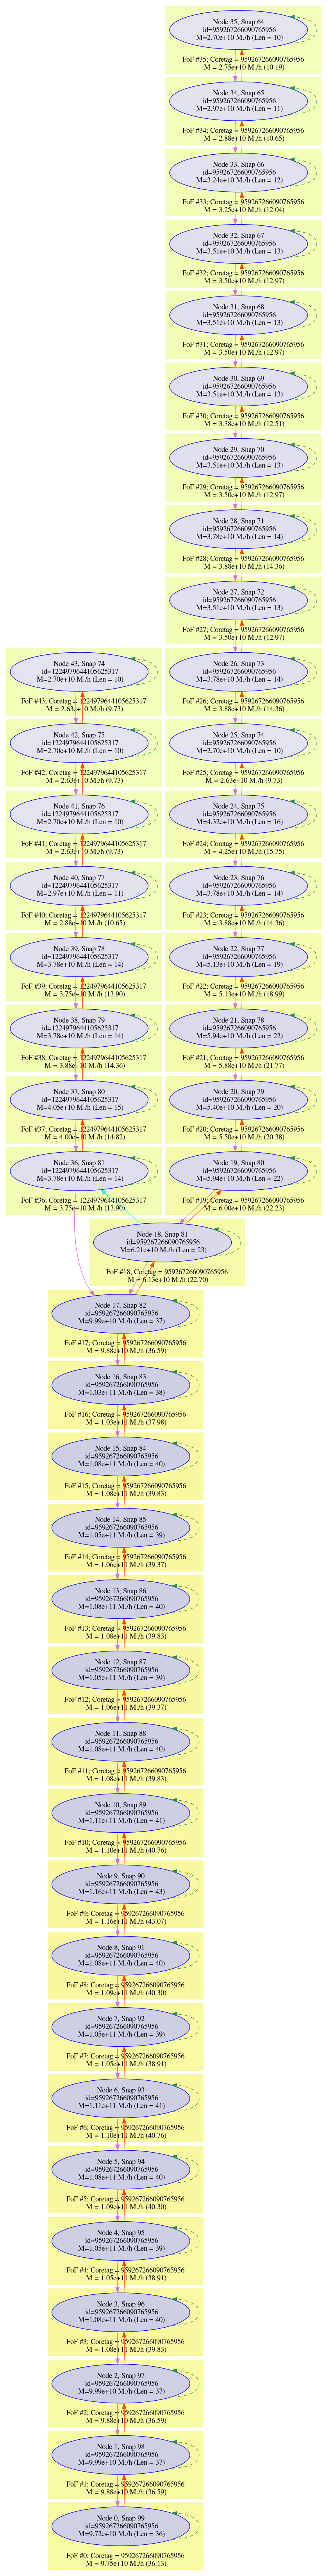 Node 35, Snap 64
id=959267266090765956
M=2.70e+10 M./h (Len = 10)
FoF #35; Coretag = 959267266090765956
M = 2.75e+10 M./h (10.19)
Node 34, Snap 65
id=959267266090765956
M=2.97e+10 M./h (Len = 11)
FoF #34; Coretag = 959267266090765956
M = 2.88e+10 M./h (10.65)
Node 33, Snap 66
id=959267266090765956
M=3.24e+10 M./h (Len = 12)
FoF #33; Coretag = 959267266090765956
M = 3.25e+10 M./h (12.04)
Node 32, Snap 67
id=959267266090765956
M=3.51e+10 M./h (Len = 13)
FoF #32; Coretag = 959267266090765956
M = 3.50e+10 M./h (12.97)
Node 31, Snap 68
id=959267266090765956
M=3.51e+10 M./h (Len = 13)
FoF #31; Coretag = 959267266090765956
M = 3.50e+10 M./h (12.97)
Node 30, Snap 69
id=959267266090765956
M=3.51e+10 M./h (Len = 13)
FoF #30; Coretag = 959267266090765956
M = 3.38e+10 M./h (12.51)
Node 29, Snap 70
id=959267266090765956
M=3.51e+10 M./h (Len = 13)
FoF #29; Coretag = 959267266090765956
M = 3.50e+10 M./h (12.97)
Node 28, Snap 71
id=959267266090765956
M=3.78e+10 M./h (Len = 14)
FoF #28; Coretag = 959267266090765956
M = 3.88e+10 M./h (14.36)
Node 27, Snap 72
id=959267266090765956
M=3.51e+10 M./h (Len = 13)
FoF #27; Coretag = 959267266090765956
M = 3.50e+10 M./h (12.97)
Node 43, Snap 74
id=1224979644105625317
M=2.70e+10 M./h (Len = 10)
FoF #43; Coretag = 1224979644105625317
M = 2.63e+10 M./h (9.73)
Node 26, Snap 73
id=959267266090765956
M=3.78e+10 M./h (Len = 14)
FoF #26; Coretag = 959267266090765956
M = 3.88e+10 M./h (14.36)
Node 42, Snap 75
id=1224979644105625317
M=2.70e+10 M./h (Len = 10)
FoF #42; Coretag = 1224979644105625317
M = 2.63e+10 M./h (9.73)
Node 25, Snap 74
id=959267266090765956
M=2.70e+10 M./h (Len = 10)
FoF #25; Coretag = 959267266090765956
M = 2.63e+10 M./h (9.73)
Node 41, Snap 76
id=1224979644105625317
M=2.70e+10 M./h (Len = 10)
FoF #41; Coretag = 1224979644105625317
M = 2.63e+10 M./h (9.73)
Node 24, Snap 75
id=959267266090765956
M=4.32e+10 M./h (Len = 16)
FoF #24; Coretag = 959267266090765956
M = 4.25e+10 M./h (15.75)
Node 40, Snap 77
id=1224979644105625317
M=2.97e+10 M./h (Len = 11)
FoF #40; Coretag = 1224979644105625317
M = 2.88e+10 M./h (10.65)
Node 23, Snap 76
id=959267266090765956
M=3.78e+10 M./h (Len = 14)
FoF #23; Coretag = 959267266090765956
M = 3.88e+10 M./h (14.36)
Node 39, Snap 78
id=1224979644105625317
M=3.78e+10 M./h (Len = 14)
FoF #39; Coretag = 1224979644105625317
M = 3.75e+10 M./h (13.90)
Node 22, Snap 77
id=959267266090765956
M=5.13e+10 M./h (Len = 19)
FoF #22; Coretag = 959267266090765956
M = 5.13e+10 M./h (18.99)
Node 38, Snap 79
id=1224979644105625317
M=3.78e+10 M./h (Len = 14)
FoF #38; Coretag = 1224979644105625317
M = 3.88e+10 M./h (14.36)
Node 21, Snap 78
id=959267266090765956
M=5.94e+10 M./h (Len = 22)
FoF #21; Coretag = 959267266090765956
M = 5.88e+10 M./h (21.77)
Node 37, Snap 80
id=1224979644105625317
M=4.05e+10 M./h (Len = 15)
FoF #37; Coretag = 1224979644105625317
M = 4.00e+10 M./h (14.82)
Node 20, Snap 79
id=959267266090765956
M=5.40e+10 M./h (Len = 20)
FoF #20; Coretag = 959267266090765956
M = 5.50e+10 M./h (20.38)
Node 36, Snap 81
id=1224979644105625317
M=3.78e+10 M./h (Len = 14)
FoF #36; Coretag = 1224979644105625317
M = 3.75e+10 M./h (13.90)
Node 19, Snap 80
id=959267266090765956
M=5.94e+10 M./h (Len = 22)
FoF #19; Coretag = 959267266090765956
M = 6.00e+10 M./h (22.23)
Node 18, Snap 81
id=959267266090765956
M=6.21e+10 M./h (Len = 23)
FoF #18; Coretag = 959267266090765956
M = 6.13e+10 M./h (22.70)
Node 17, Snap 82
id=959267266090765956
M=9.99e+10 M./h (Len = 37)
FoF #17; Coretag = 959267266090765956
M = 9.88e+10 M./h (36.59)
Node 16, Snap 83
id=959267266090765956
M=1.03e+11 M./h (Len = 38)
FoF #16; Coretag = 959267266090765956
M = 1.03e+11 M./h (37.98)
Node 15, Snap 84
id=959267266090765956
M=1.08e+11 M./h (Len = 40)
FoF #15; Coretag = 959267266090765956
M = 1.08e+11 M./h (39.83)
Node 14, Snap 85
id=959267266090765956
M=1.05e+11 M./h (Len = 39)
FoF #14; Coretag = 959267266090765956
M = 1.06e+11 M./h (39.37)
Node 13, Snap 86
id=959267266090765956
M=1.08e+11 M./h (Len = 40)
FoF #13; Coretag = 959267266090765956
M = 1.08e+11 M./h (39.83)
Node 12, Snap 87
id=959267266090765956
M=1.05e+11 M./h (Len = 39)
FoF #12; Coretag = 959267266090765956
M = 1.06e+11 M./h (39.37)
Node 11, Snap 88
id=959267266090765956
M=1.08e+11 M./h (Len = 40)
FoF #11; Coretag = 959267266090765956
M = 1.08e+11 M./h (39.83)
Node 10, Snap 89
id=959267266090765956
M=1.11e+11 M./h (Len = 41)
FoF #10; Coretag = 959267266090765956
M = 1.10e+11 M./h (40.76)
Node 9, Snap 90
id=959267266090765956
M=1.16e+11 M./h (Len = 43)
FoF #9; Coretag = 959267266090765956
M = 1.16e+11 M./h (43.07)
Node 8, Snap 91
id=959267266090765956
M=1.08e+11 M./h (Len = 40)
FoF #8; Coretag = 959267266090765956
M = 1.09e+11 M./h (40.30)
Node 7, Snap 92
id=959267266090765956
M=1.05e+11 M./h (Len = 39)
FoF #7; Coretag = 959267266090765956
M = 1.05e+11 M./h (38.91)
Node 6, Snap 93
id=959267266090765956
M=1.11e+11 M./h (Len = 41)
FoF #6; Coretag = 959267266090765956
M = 1.10e+11 M./h (40.76)
Node 5, Snap 94
id=959267266090765956
M=1.08e+11 M./h (Len = 40)
FoF #5; Coretag = 959267266090765956
M = 1.09e+11 M./h (40.30)
Node 4, Snap 95
id=959267266090765956
M=1.05e+11 M./h (Len = 39)
FoF #4; Coretag = 959267266090765956
M = 1.05e+11 M./h (38.91)
Node 3, Snap 96
id=959267266090765956
M=1.08e+11 M./h (Len = 40)
FoF #3; Coretag = 959267266090765956
M = 1.08e+11 M./h (39.83)
Node 2, Snap 97
id=959267266090765956
M=9.99e+10 M./h (Len = 37)
FoF #2; Coretag = 959267266090765956
M = 9.88e+10 M./h (36.59)
Node 1, Snap 98
id=959267266090765956
M=9.99e+10 M./h (Len = 37)
FoF #1; Coretag = 959267266090765956
M = 9.88e+10 M./h (36.59)
Node 0, Snap 99
id=959267266090765956
M=9.72e+10 M./h (Len = 36)
FoF #0; Coretag = 959267266090765956
M = 9.75e+10 M./h (36.13)